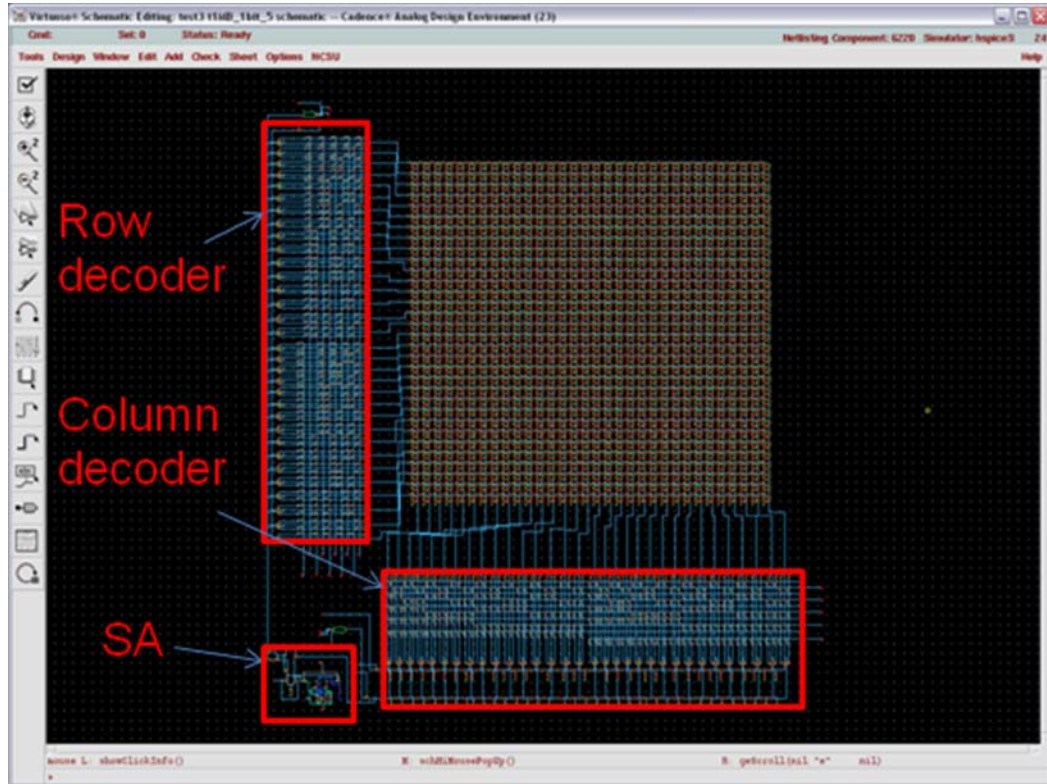 Virtuoso® Schematic Editing: test3 t1idB_1bit_5 schematic -- Cadence® Analog Design Environment (23)
Cmd: Sel: 0 Status: Ready Netlisting Component: 6220 Simulator: hspiceS 24
Tools Design Window Edit Add Check Sheet Options NCSU Help
Row
decoder
Column
decoder
SA
mouse L: showClickInfo() M: schHiMousePopUp() R: geScroll(nil "e" nil)
>